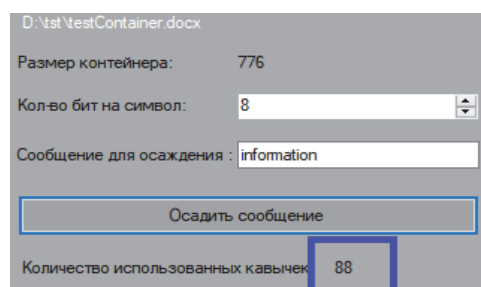 D:\tst\testContainer.docx
Размер контейнера: 776
Кол-во бит на символ: 8
Сообщение для осаждения : information
Осадить сообщение
Количество использованных кавычек 88